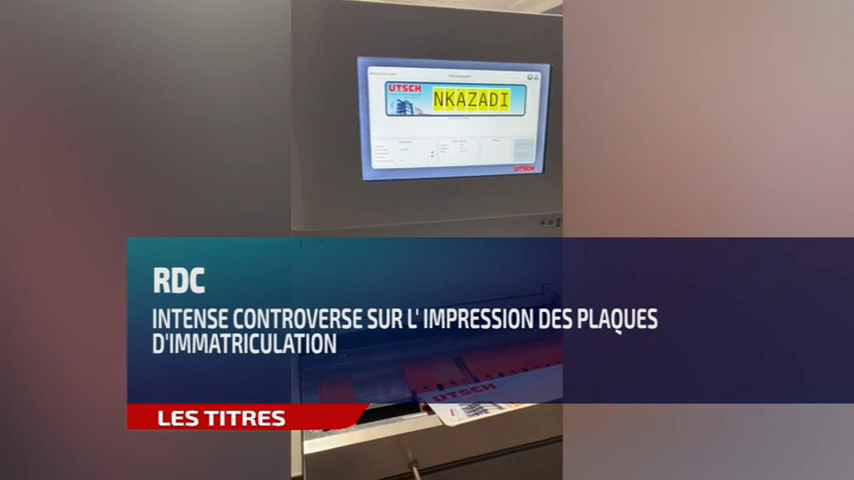 UTSCH
NKAZADI
UTSCH
RDC
INTENSE CONTROVERSE SUR L' IMPRESSION DES PLAQUES
D'IMMATRICULATION
UTSCH
LES TITRES